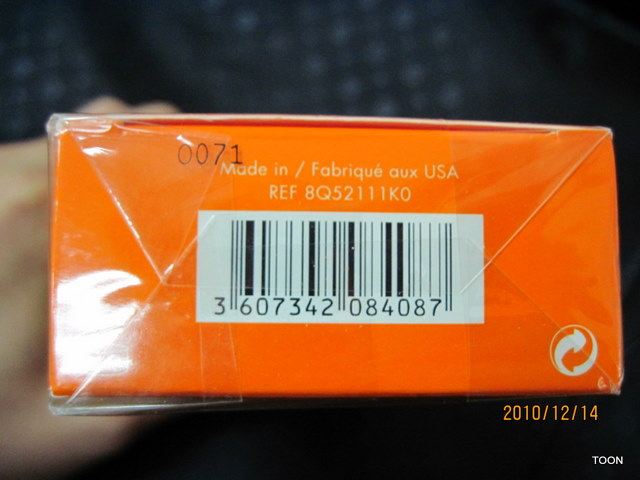 0071
Made in / Fabriqué aux USA
REF 8Q52111K0
3 607342 084087
2010/12/14
TOON